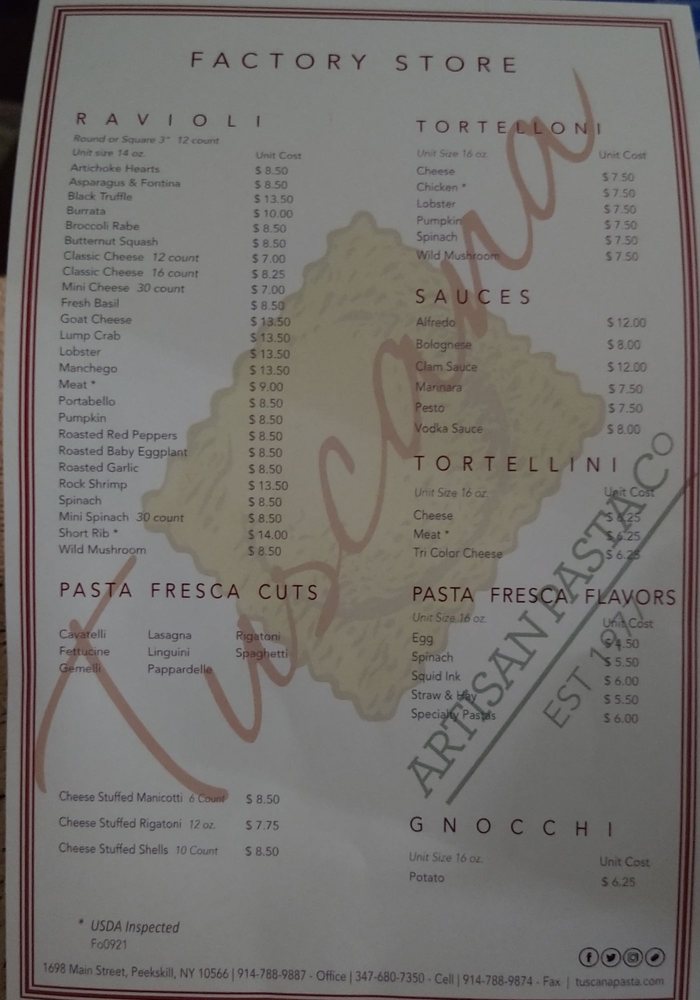 FACTORY STORE
RAVIOLI
Round or Square 3" 12 count
Unit size 14 oz. Unit Cost
Artichoke Hearts $ 8.50
Asparagus & Fontina $ 8.50
Black Truffle $ 13.50
Burrata $ 10.00
Broccoli Rabe $ 8.50
Butternut Squash $ 8.50
Classic Cheese 12 count $ 7.00
Classic Cheese 16 count $ 8.25
Mini Cheese 30 count $ 7.00
Fresh Basil $ 8.50
Goat Cheese $ 13.50
Lump Crab $ 13.50
Lobster $ 13.50
Manchego $ 13.50
Meat * $ 9.00
Portabello $ 8.50
Pumpkin $ 8.50
Roasted Red Peppers $ 8.50
Roasted Baby Eggplant $ 8.50
Roasted Garlic $ 8.50
Rock Shrimp $ 13.50
Spinach $ 8.50
Mini Spinach 30 count $ 8.50
Short Rib * $ 14.00
Wild Mushroom $ 8.50
PASTA FRESCA CUTS
Cavatelli Lasagna Rigatoni
Fettucine Linguini Spaghetti
Gemelli Pappardelle
Cheese Stuffed Manicotti 6 Count $ 8.50
Cheese Stuffed Rigatoni 12 oz. $ 7.75
Cheese Stuffed Shells 10 Count $ 8.50
* USDA Inspected
Fo0921
TORTELLONI
Unit Size 16 oz. Unit Cost
Cheese $ 7.50
Chicken * $ 7.50
Lobster $ 7.50
Pumpkin $ 7.50
Spinach $ 7.50
Wild Mushroom $ 7.50
SAUCES
Alfredo $ 12.00
Bolognese $ 8.00
Clam Sauce $ 12.00
Marinara $ 7.50
Pesto $ 7.50
Vodka Sauce $ 8.00
TORTELLINI
Unit Size 16 oz. Unit Cost
Cheese $ 6.25
Meat * $ 6.25
Tri Color Cheese $ 6.25
PASTA FRESCA FLAVORS
Unit Size 16 oz. Unit Cost
Egg $ 4.50
Spinach $ 5.50
Squid Ink $ 6.00
Straw & Hay $ 5.50
Specialty Pastas $ 6.00
GNOCCHI
Unit Size 16 oz. Unit Cost
Potato $ 6.25
Tuscana
ARTISAN PASTA CO
EST 1977
1698 Main Street, Peekskill, NY 10566 | 914-788-9887 - Office | 347-680-7350 - Cell | 914-788-9874 - Fax | tuscanapasta.com